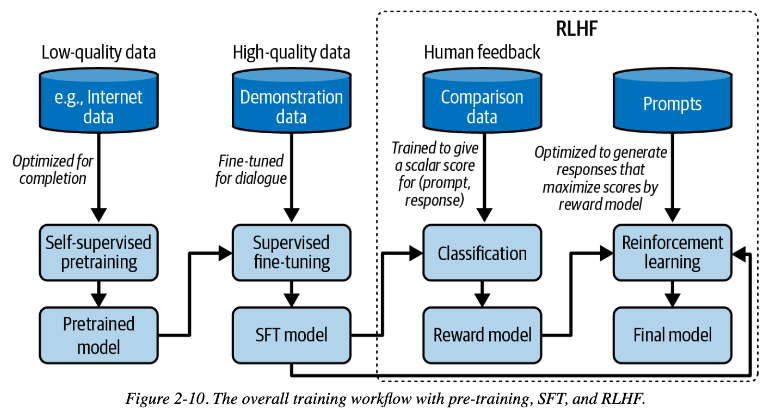 RLHF
Low-quality data
High-quality data
Human feedback
e.g., Internet
data
Demonstration
data
Comparison
data
Prompts
Optimized for
completion
Fine-tuned
for dialogue
Trained to give
a scalar score
for (prompt,
response)
Optimized to generate
responses that
maximize scores by
reward model
Self-supervised
pretraining
Supervised
fine-tuning
Classification
Reinforcement
learning
Pretrained
model
SFT model
Reward model
Final model
Figure 2-10. The overall training workflow with pre-training, SFT, and RLHF.